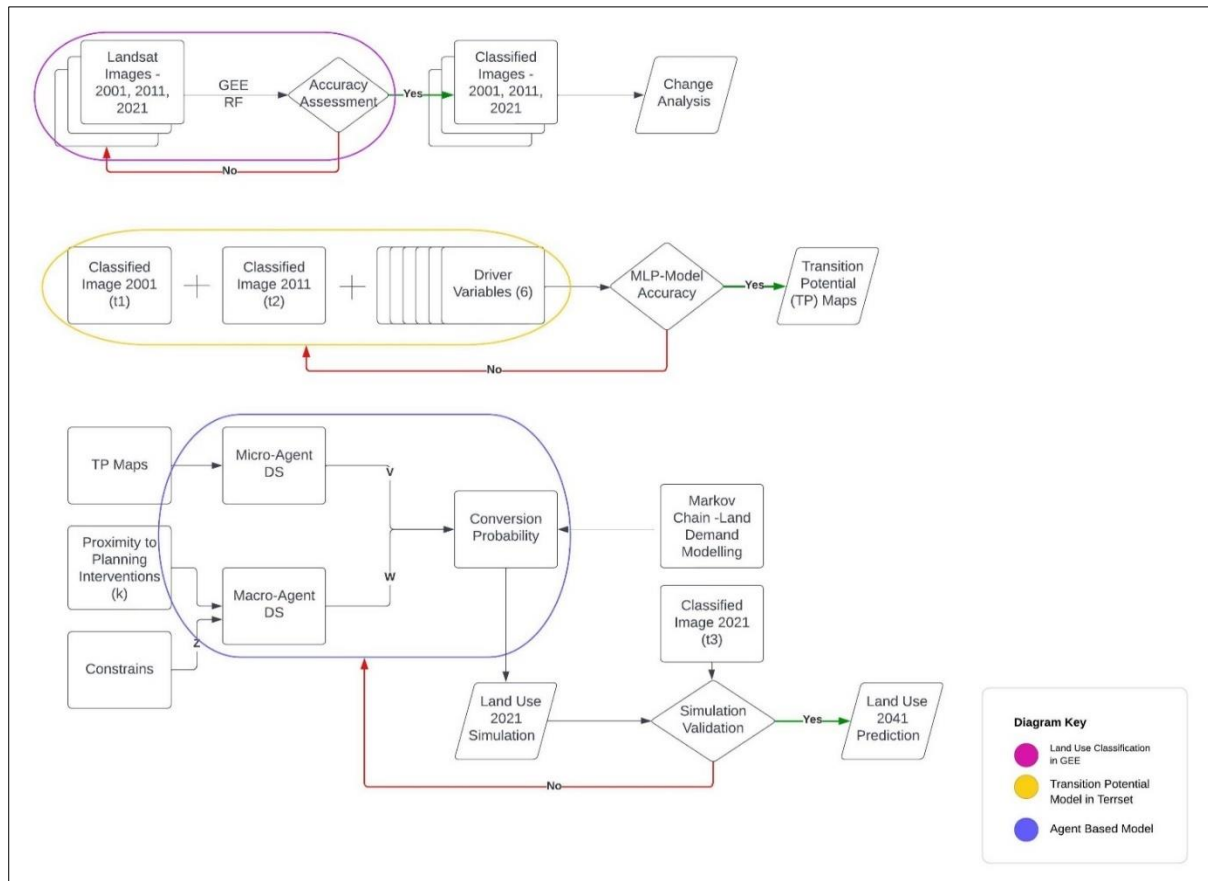 Landsat
Images -
2001, 2011,
2021
GEE
RF
Accuracy
Assessment
Yes
Classified
Images -
2001, 2011,
2021
Change
Analysis
No
Classified
Image 2001
(t1)
Classified
Image 2011
(t2)
Driver
Variables (6)
MLP-Model
Accuracy
Yes
Transition
Potential
(TP) Maps
No
TP Maps
Micro-Agent
DS
V
Proximity to
Planning
Interventions
(k)
Macro-Agent
DS
W
Constrains
Z
Conversion
Probability
Markov
Chain -Land
Demand
Modelling
Classified
Image 2021
(t3)
Land Use
2021
Simulation
Simulation
Validation
Yes
Land Use
2041
Prediction
No
Diagram Key
Land Use Classification
in GEE
Transition Potential
Model in Terrset
Agent Based Model